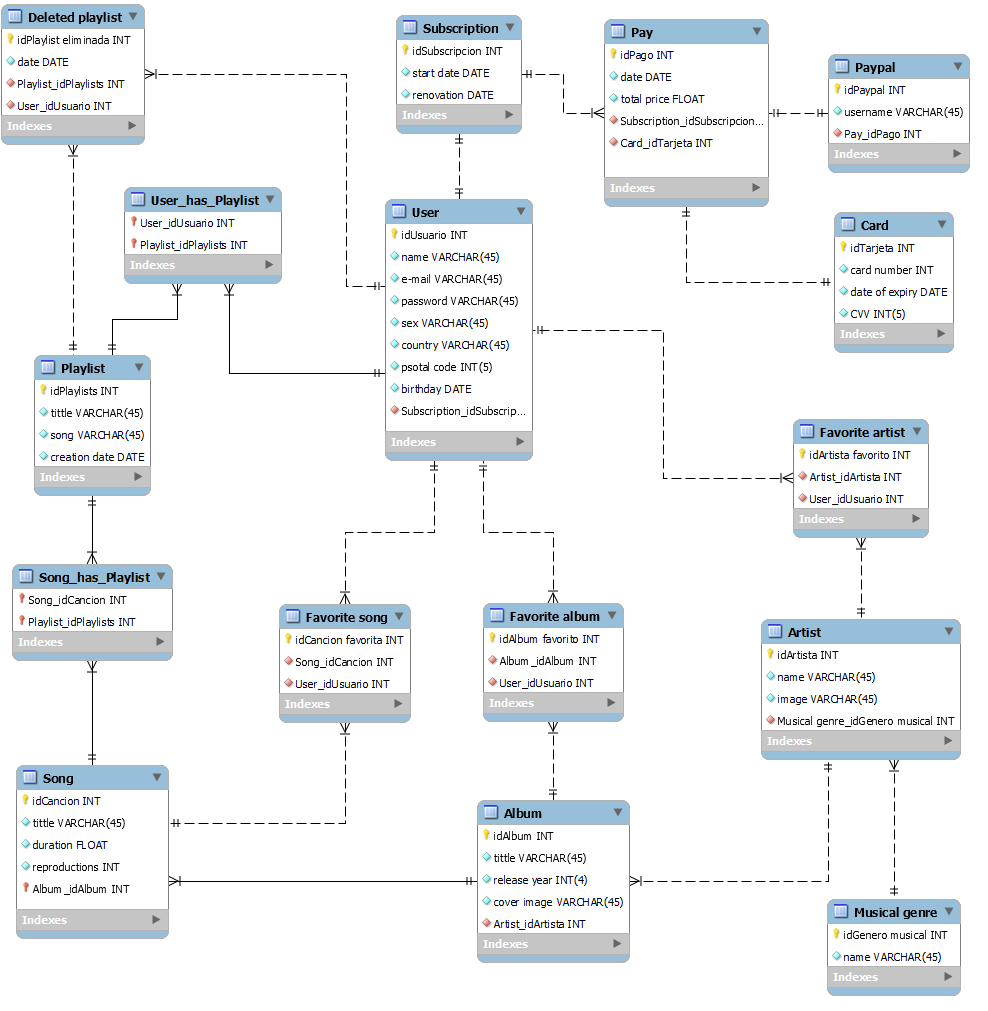 Deleted playlist
idPlaylist eliminada INT
date DATE
Playlist_idPlaylists INT
User_idUsuario INT
Indexes
Subscription
idSubscripcion INT
start date DATE
renovation DATE
Indexes
Pay
idPago INT
date DATE
total price FLOAT
Subscription_idSubscripcion...
Card_idTarjeta INT
Indexes
Paypal
idPaypal INT
username VARCHAR(45)
Pay_idPago INT
Indexes
User_has_Playlist
User_idUsuario INT
Playlist_idPlaylists INT
Indexes
User
idUsuario INT
name VARCHAR(45)
e-mail VARCHAR(45)
password VARCHAR(45)
sex VARCHAR(45)
country VARCHAR(45)
psotal code INT(5)
birthday DATE
Subscription_idSubscrip...
Indexes
Card
idTarjeta INT
card number INT
date of expiry DATE
CVV INT(5)
Indexes
Playlist
idPlaylists INT
tittle VARCHAR(45)
song VARCHAR(45)
creation date DATE
Indexes
Favorite artist
idArtista favorito INT
Artist_idArtista INT
User_idUsuario INT
Indexes
Song_has_Playlist
Song_idCancion INT
Playlist_idPlaylists INT
Indexes
Favorite song
idCancion favorita INT
Song_idCancion INT
User_idUsuario INT
Indexes
Favorite album
idAlbum favorito INT
Album_idAlbum INT
User_idUsuario INT
Indexes
Artist
idArtista INT
name VARCHAR(45)
image VARCHAR(45)
Musical genre_idGenero musical INT
Indexes
Song
idCancion INT
tittle VARCHAR(45)
duration FLOAT
reproductions INT
Album_idAlbum INT
Indexes
Album
idAlbum INT
tittle VARCHAR(45)
release year INT(4)
cover image VARCHAR(45)
Artist_idArtista INT
Indexes
Musical genre
idGenero musical INT
name VARCHAR(45)
Indexes